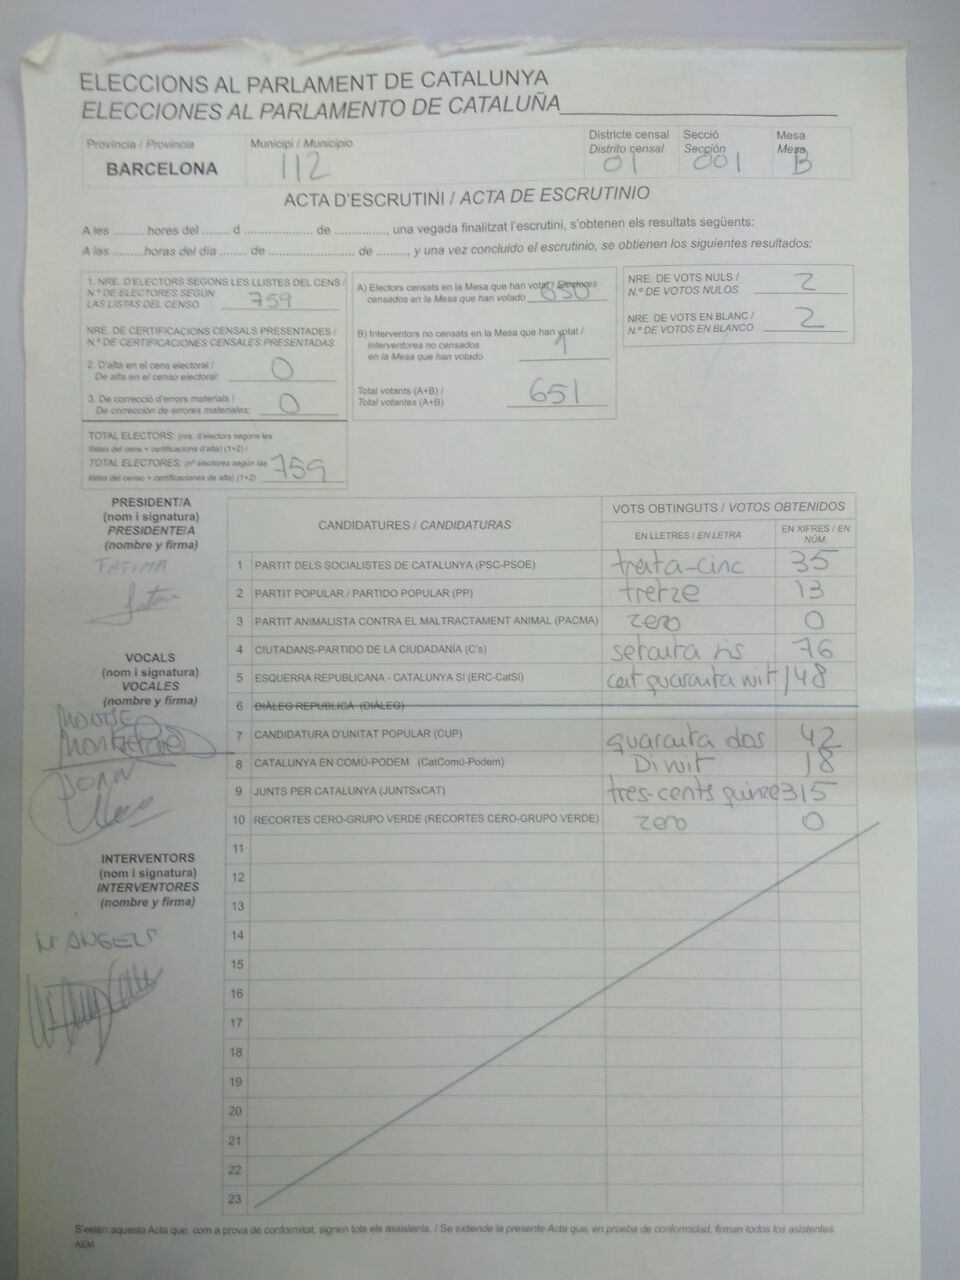 ELECCIONS AL PARLAMENT DE CATALUNYA
ELECCIONES AL PARLAMENTO DE CATALUÑA
Província / Provincia
BARCELONA
Municipi / Municipio
112
Districte censal
Distrito censal
01
Secció
Sección
001
Mesa
Mesa
B
ACTA D'ESCRUTINI / ACTA DE ESCRUTINIO
A les ..........hores del ....... d ..................... de ..............., una vegada finalitzat l'escrutini, s'obtenen els resultats següents:
A las ..........horas del día ....... de ........................ de ........., y una vez concluido el escrutinio, se obtienen los siguientes resultados:
1. NRE. D'ELECTORS SEGONS LES LLISTES DEL CENS /
N.º DE ELECTORES SEGÚN
LAS LISTAS DEL CENSO 759
NRE. DE CERTIFICACIONS CENSALS PRESENTADES /
N.º DE CERTIFICACIONES CENSALES PRESENTADAS
2. D'alta en el cens electoral /
De alta en el censo electoral: 0
3. De correcció d'errors materials /
De corrección de errores materiales: 0
TOTAL ELECTORS: (nre. d'electors segons les
llistes del cens + certificacions d'alta) (1+2) /
TOTAL ELECTORES: (nº electores según las
listas del censo + certificaciones de alta) (1+2) 759
A) Electors censats en la Mesa que han votat / Electores
censados en la Mesa que han votado 650
B) Interventors no censats en la Mesa que han votat /
Interventores no censados
en la Mesa que han votado 1
Total votants (A+B) /
Total votantes (A+B) 651
NRE. DE VOTS NULS /
N.º DE VOTOS NULOS 2
NRE. DE VOTS EN BLANC /
N.º DE VOTOS EN BLANCO 2
PRESIDENT/A
(nom i signatura)
PRESIDENTE/A
(nombre y firma)
FATIMA
VOCALS
(nom i signatura)
VOCALES
(nombre y firma)
MONTSE
JOAN
INTERVENTORS
(nom i signatura)
INTERVENTORES
(nombre y firma)
M ANGELS
CANDIDATURES / CANDIDATURAS
VOTS OBTINGUTS / VOTOS OBTENIDOS
EN LLETRES / EN LETRA
EN XIFRES / EN
NÚM.
1 PARTIT DELS SOCIALISTES DE CATALUNYA (PSC-PSOE) trenta-cinc 35
2 PARTIT POPULAR / PARTIDO POPULAR (PP) tretze 13
3 PARTIT ANIMALISTA CONTRA EL MALTRACTAMENT ANIMAL (PACMA) zero 0
4 CIUTADANS-PARTIDO DE LA CIUDADANÍA (C's) setanta sis 76
5 ESQUERRA REPUBLICANA - CATALUNYA SÍ (ERC-CatSí) cent quaranta vuit 148
6 DIÀLEG REPUBLICÀ (DIÀLEG)
7 CANDIDATURA D'UNITAT POPULAR (CUP) quaranta dos 42
8 CATALUNYA EN COMÚ-PODEM (CatComú-Podem) Divuit 18
9 JUNTS PER CATALUNYA (JUNTSxCAT) tres-cents quinze 315
10 RECORTES CERO-GRUPO VERDE (RECORTES CERO-GRUPO VERDE) zero 0
11
12
13
14
15
16
17
18
19
20
21
22
23
S'estén aquesta Acta que, com a prova de conformitat, signen tots els assistents. / Se extiende la presente Acta que, en prueba de conformidad, firman todos los asistentes.
AEM